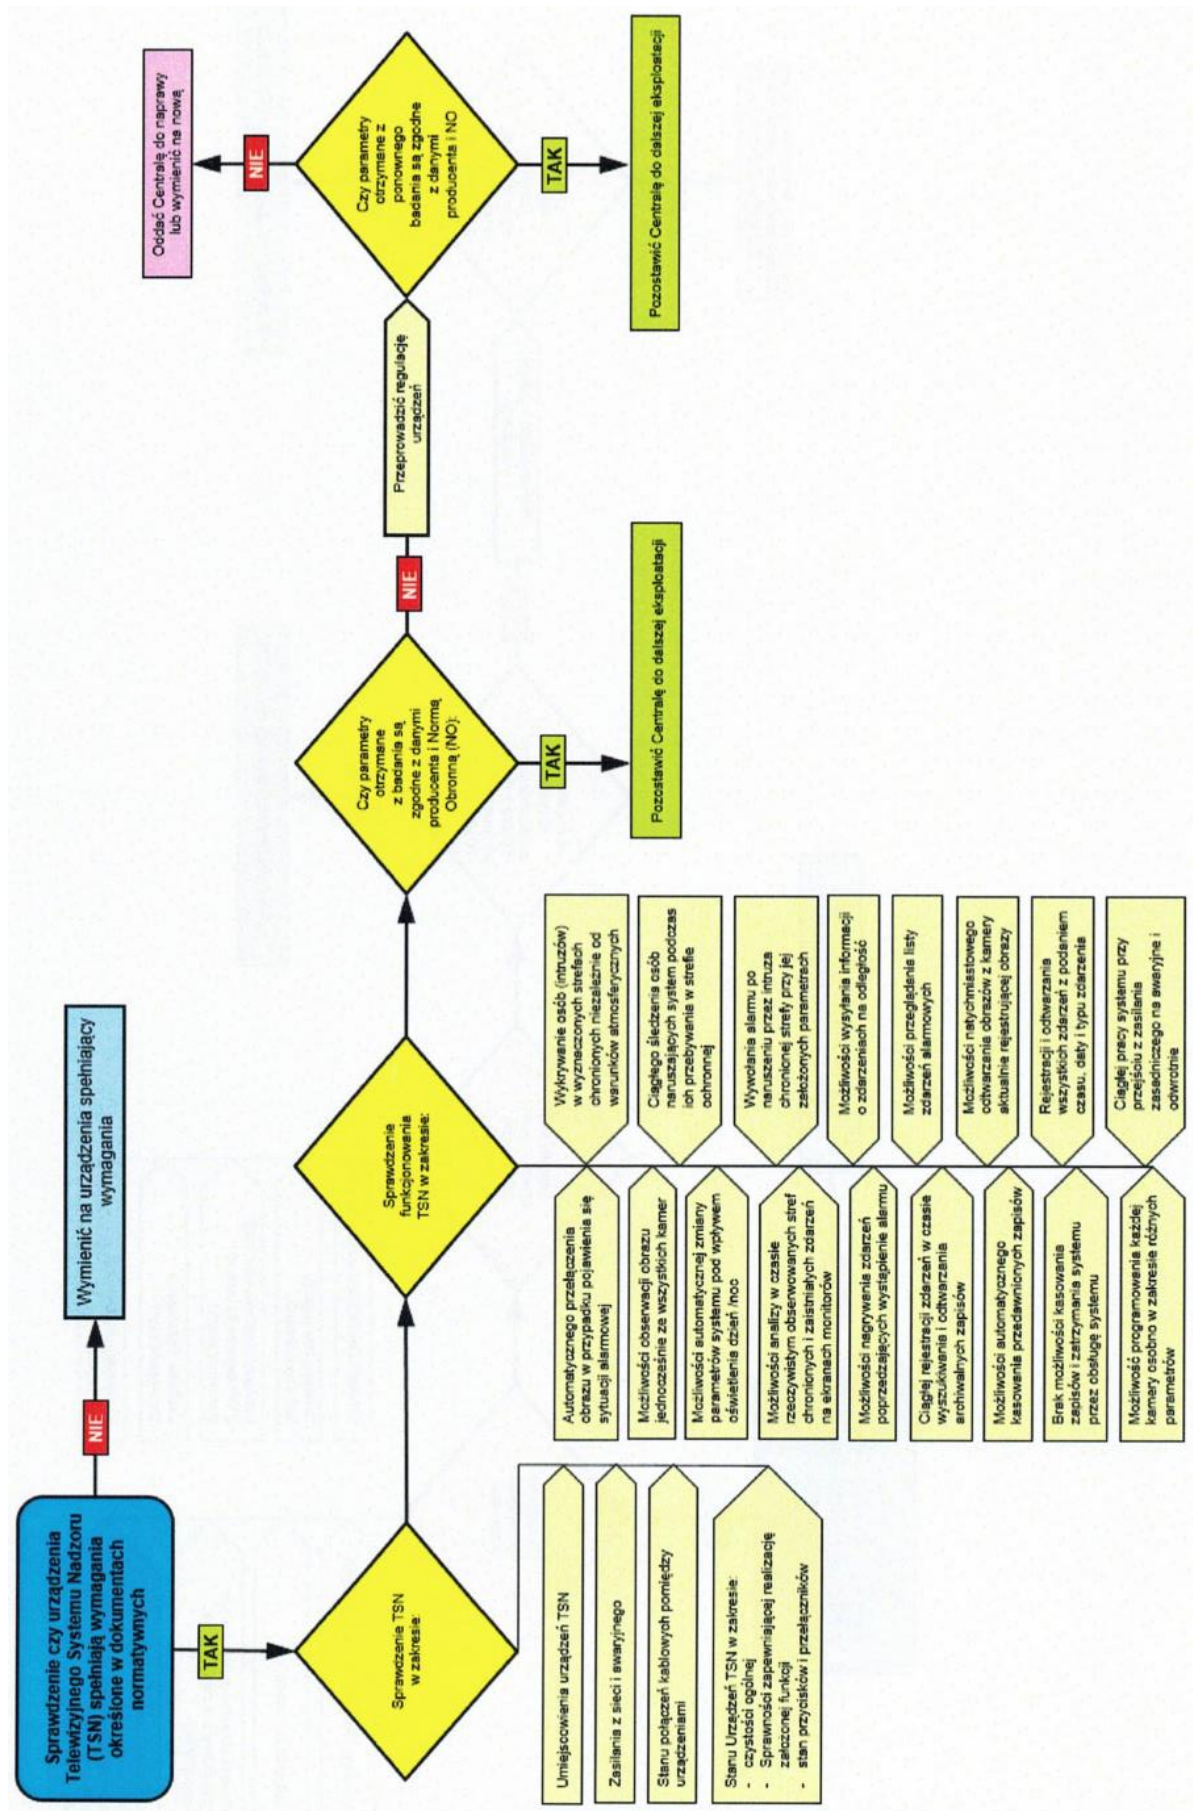 Sprawdzenie czy urządzenia
Telewizyjnego Systemu Nadzoru
(TSN) spełniają wymagania
określone w dokumentach
normatywnych
NIE
Wymienić na urządzenia spełniający
wymagania
TAK
Sprawdzenie TSN
w zakresie:
Umiejscowienia urządzeń TSN
Zasilania z sieci i awaryjnego
Stanu połączeń kablowych pomiędzy
urządzeniami
Stanu Urządzeń TSN w zakresie:
- czystości ogólnej
- Sprawności zapewniającej realizację
założonej funkcji
- stan przycisków i przełączników
Sprawdzenie
funkcjonowania
TSN w zakresie:
Automatycznego przełączenia
obrazu w przypadku pojawienia się
sytuacji alarmowej
Możliwości obserwacji obrazu
jednocześnie ze wszystkich kamer
Możliwości automatycznej zmiany
parametrów systemu pod wpływem
oświetlenia dzień /noc
Możliwości analizy w czasie
rzeczywistym obserwowanych stref
chronionych i zaistniałych zdarzeń
na ekranach monitorów
Możliwości nagrywania zdarzeń
poprzedzających wystąpienie alarmu
Ciągłej rejestracji zdarzeń w czasie
wyszukiwania i odtwarzania
archiwalnych zapisów
Możliwości automatycznego
kasowania przedawnionych zapisów
Brak możliwości kasowania
zapisów i zatrzymania systemu
przez obsługę systemu
Możliwość programowania każdej
kamery osobno w zakresie różnych
parametrów
Wykrywanie osób (intruzów)
w wyznaczonych strefach
chronionych niezależnie od
warunków atmosferycznych
Ciągłego śledzenia osób
naruszających system podczas
ich przebywania w strefie
ochronnej
Wywołania alarmu po
naruszeniu przez intruza
chronionej strefy przy jej
założonych parametrach
Możliwości wysyłania informacji
o zdarzeniach na odległość
Możliwości przeglądania listy
zdarzeń alarmowych
Możliwości natychmiastowego
odtwarzania obrazów z kamery
aktualnie rejestrującej obrazy
Rejestracji i odtwarzania
wszystkich zdarzeń z podaniem
czasu, daty i typu zdarzenia
Ciągłej pracy systemu przy
przejściu z zasilania
zasadniczego na awaryjne i
odwrotnie
Czy parametry
otrzymane
z badania są
zgodne z danymi
producenta i Normą
Obronną (NO):
TAK
Pozostawić Centralę do dalszej eksploatacji
NIE
Przeprowadzić regulację
urządzeń
Czy parametry
otrzymane z
ponownego
badania są zgodne
z danymi
producenta i NO
NIE
Oddać Centralę do naprawy
lub wymienić na nową
TAK
Pozostawić Centralę do dalszej eksploatacji